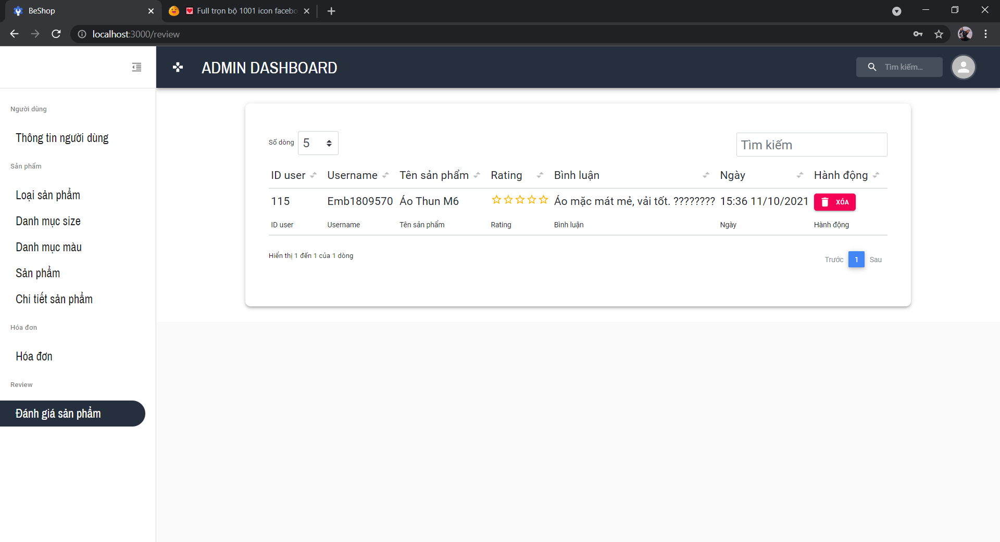 BeShop
Full trọn bộ 1001 icon facebo
localhost:3000/review
ADMIN DASHBOARD
Tìm kiếm...
Người dùng
Thông tin người dùng
Sản phẩm
Loại sản phẩm
Danh mục size
Danh mục màu
Sản phẩm
Chi tiết sản phẩm
Hóa đơn
Hóa đơn
Review
Đánh giá sản phẩm
Số dòng 5
Tìm kiếm
ID user Username Tên sản phẩm Rating Bình luận Ngày Hành động
115 Emb1809570 Áo Thun M6 Áo mặc mát mẻ, vải tốt. ???????? 15:36 11/10/2021 XÓA
ID user Username Tên sản phẩm Rating Bình luận Ngày Hành động
Hiển thị 1 đến 1 của 1 dòng
Trước 1 Sau